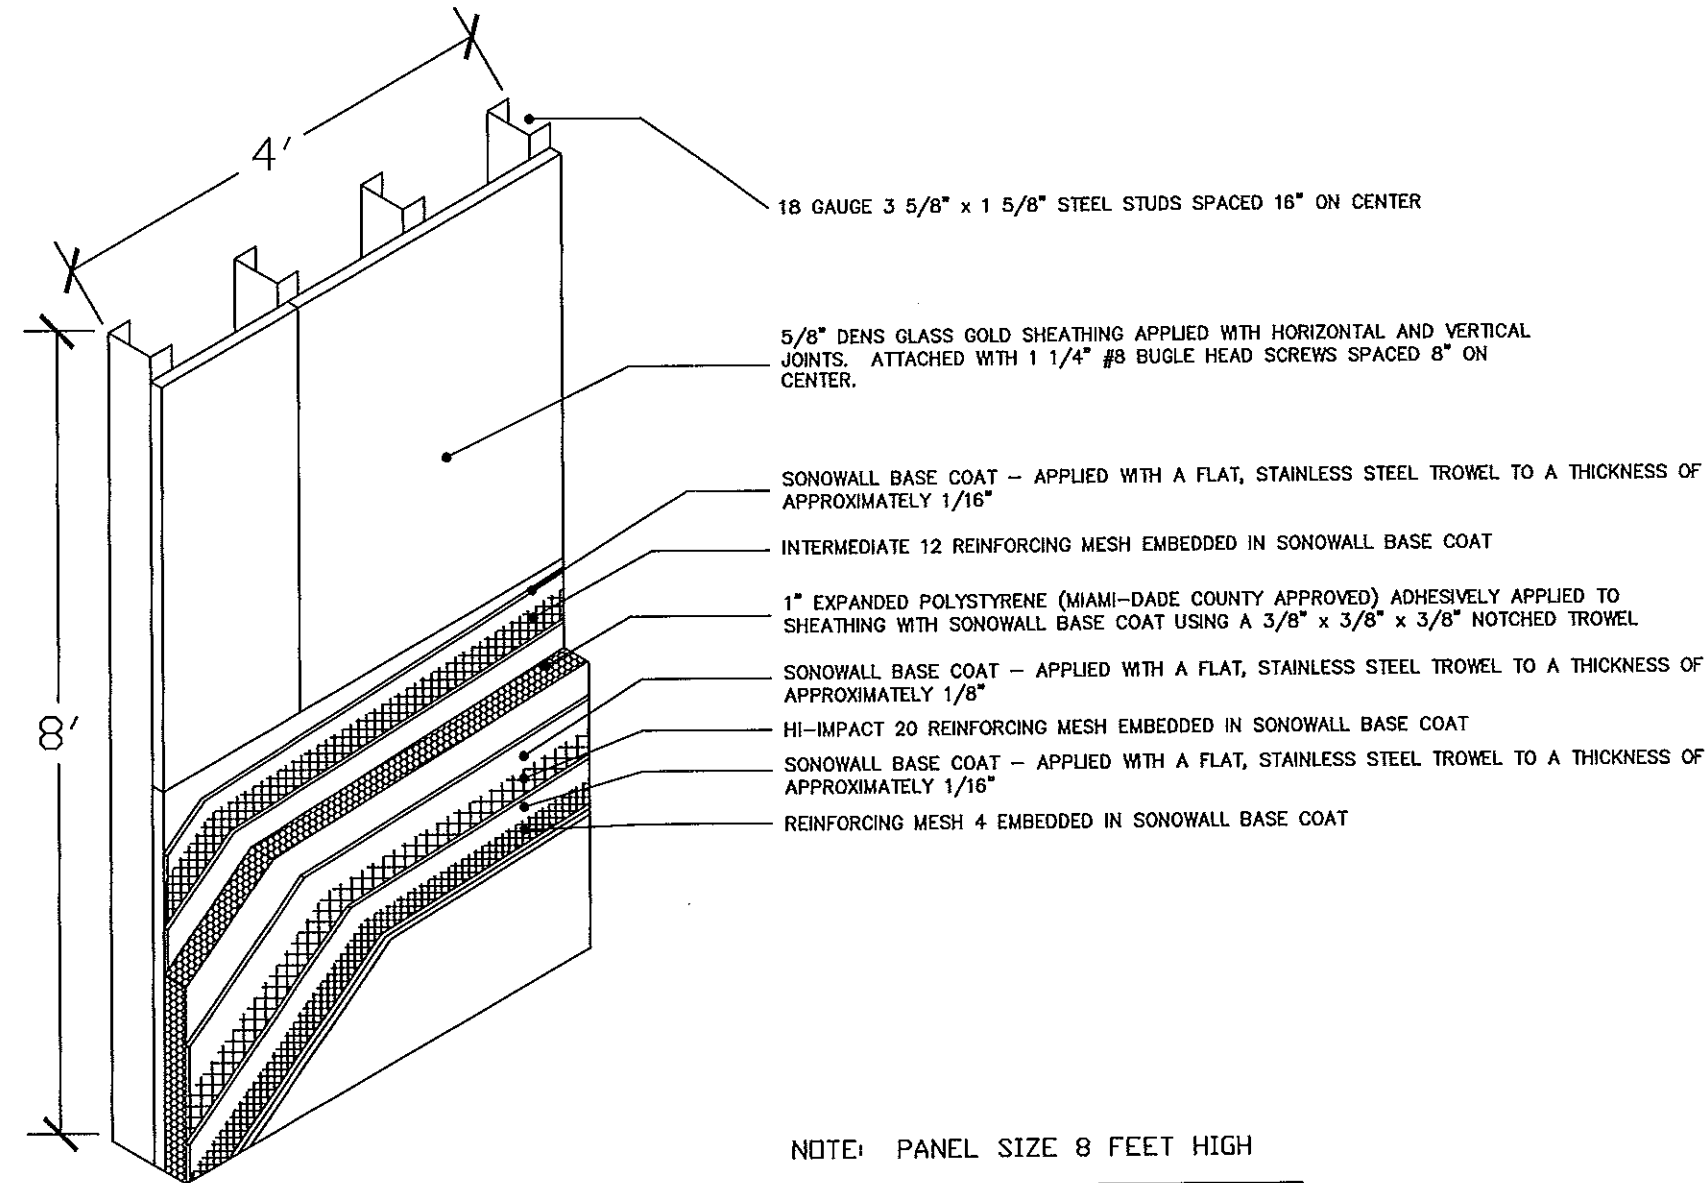 4'
18 GAUGE 3 5/8" x 1 5/8" STEEL STUDS SPACED 16" ON CENTER
5/8" DENS GLASS GOLD SHEATHING APPLIED WITH HORIZONTAL AND VERTICAL
JOINTS. ATTACHED WITH 1 1/4" #8 BUGLE HEAD SCREWS SPACED 8" ON
CENTER.
SONOWALL BASE COAT – APPLIED WITH A FLAT, STAINLESS STEEL TROWEL TO A THICKNESS OF
APPROXIMATELY 1/16"
INTERMEDIATE 12 REINFORCING MESH EMBEDDED IN SONOWALL BASE COAT
1" EXPANDED POLYSTYRENE (MIAMI-DADE COUNTY APPROVED) ADHESIVELY APPLIED TO
SHEATHING WITH SONOWALL BASE COAT USING A 3/8" x 3/8" x 3/8" NOTCHED TROWEL
SONOWALL BASE COAT – APPLIED WITH A FLAT, STAINLESS STEEL TROWEL TO A THICKNESS OF
APPROXIMATELY 1/8"
8'
HI-IMPACT 20 REINFORCING MESH EMBEDDED IN SONOWALL BASE COAT
SONOWALL BASE COAT – APPLIED WITH A FLAT, STAINLESS STEEL TROWEL TO A THICKNESS OF
APPROXIMATELY 1/16"
REINFORCING MESH 4 EMBEDDED IN SONOWALL BASE COAT
NOTE: PANEL SIZE 8 FEET HIGH